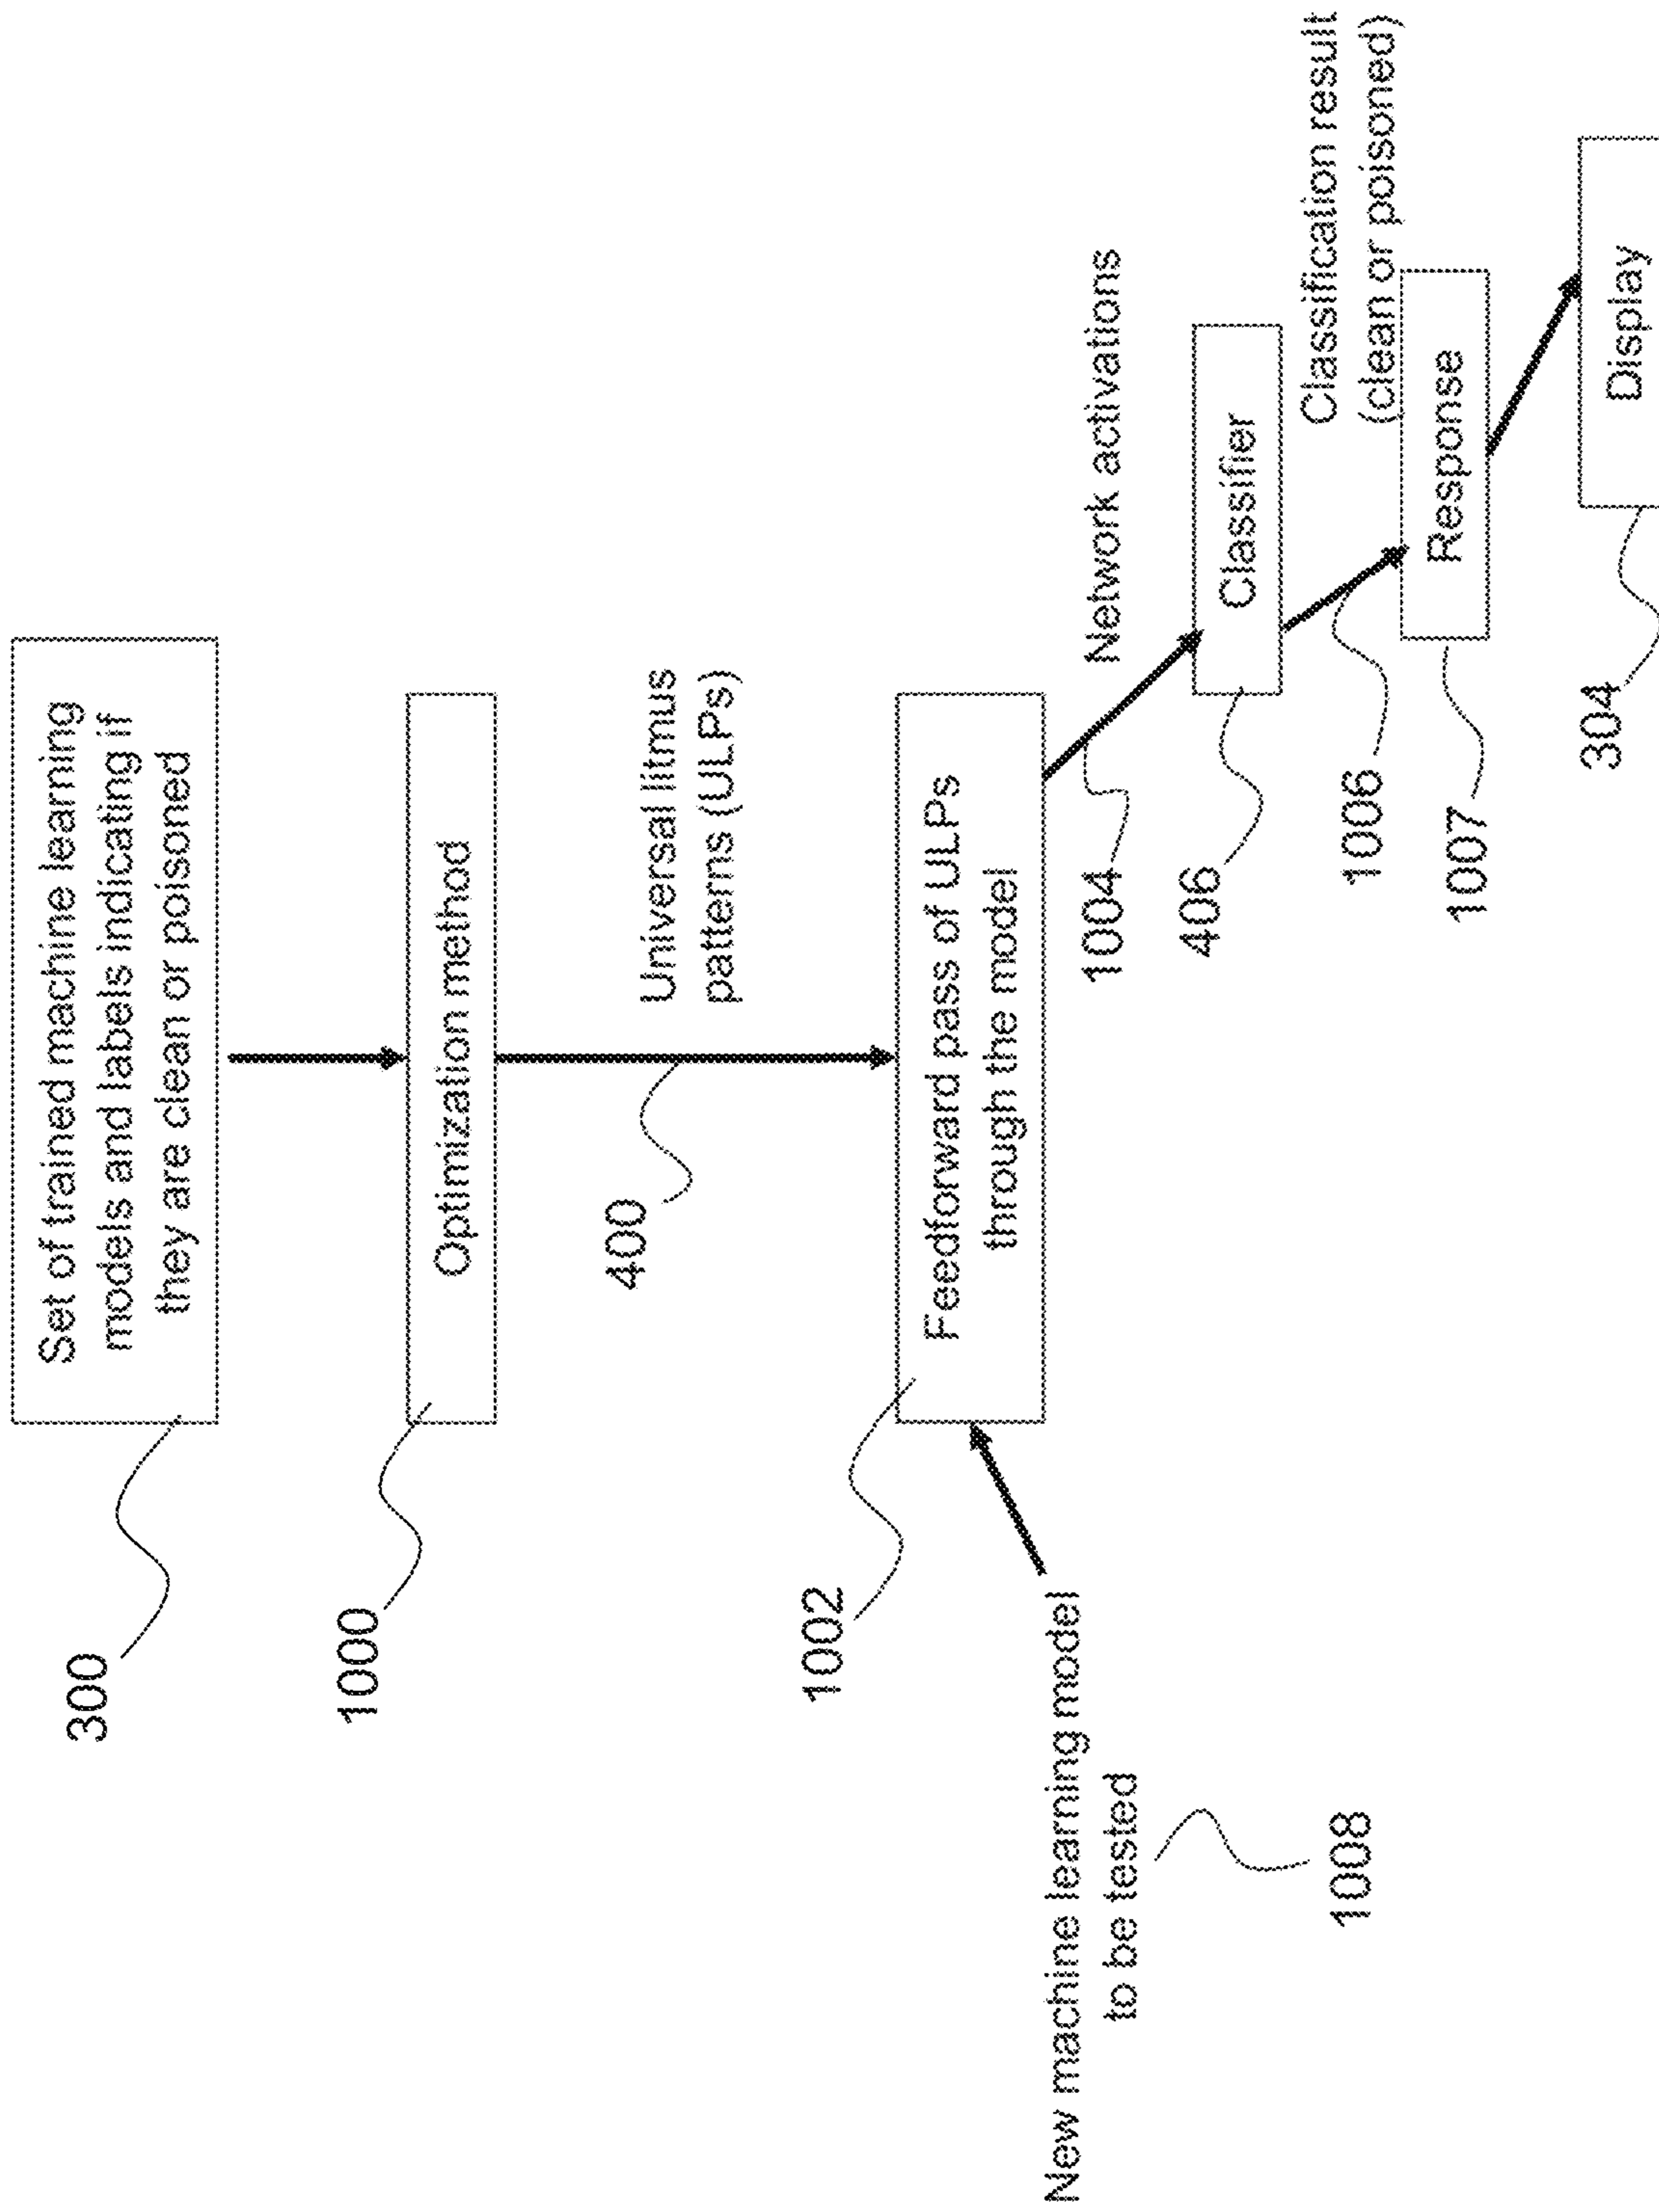 300
Set of trained machine learning
models and labels indicating if
they are clean or poisoned
1000
Optimization method
400
Universal litmus
patterns (ULPs)
1002
Feedforward pass of ULPs
through the model
New machine learning model
to be tested
1008
1004
Network activations
406
Classifier
1006
Classification result
(clean or poisoned)
1007
Response
304
Display